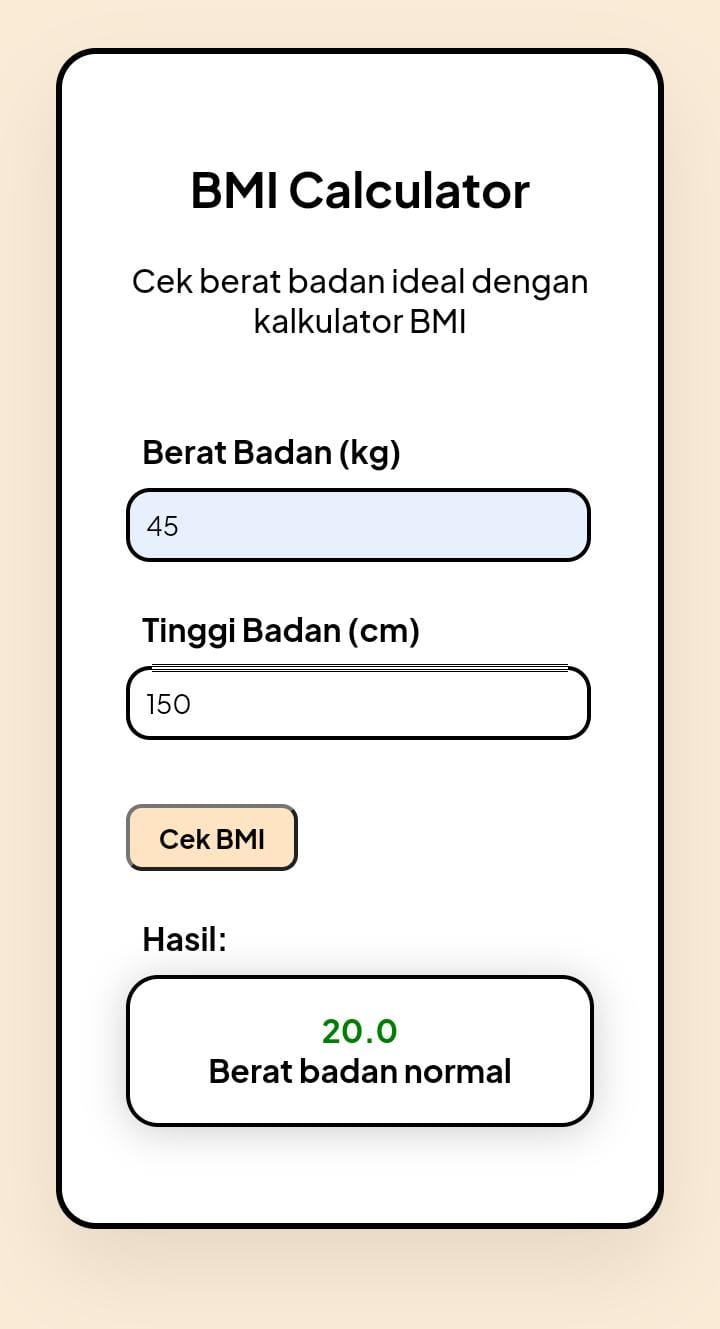 BMI Calculator
Cek berat badan ideal dengan
kalkulator BMI
Berat Badan (kg)
45
Tinggi Badan (cm)
150
Cek BMI
Hasil:
20.0
Berat badan normal